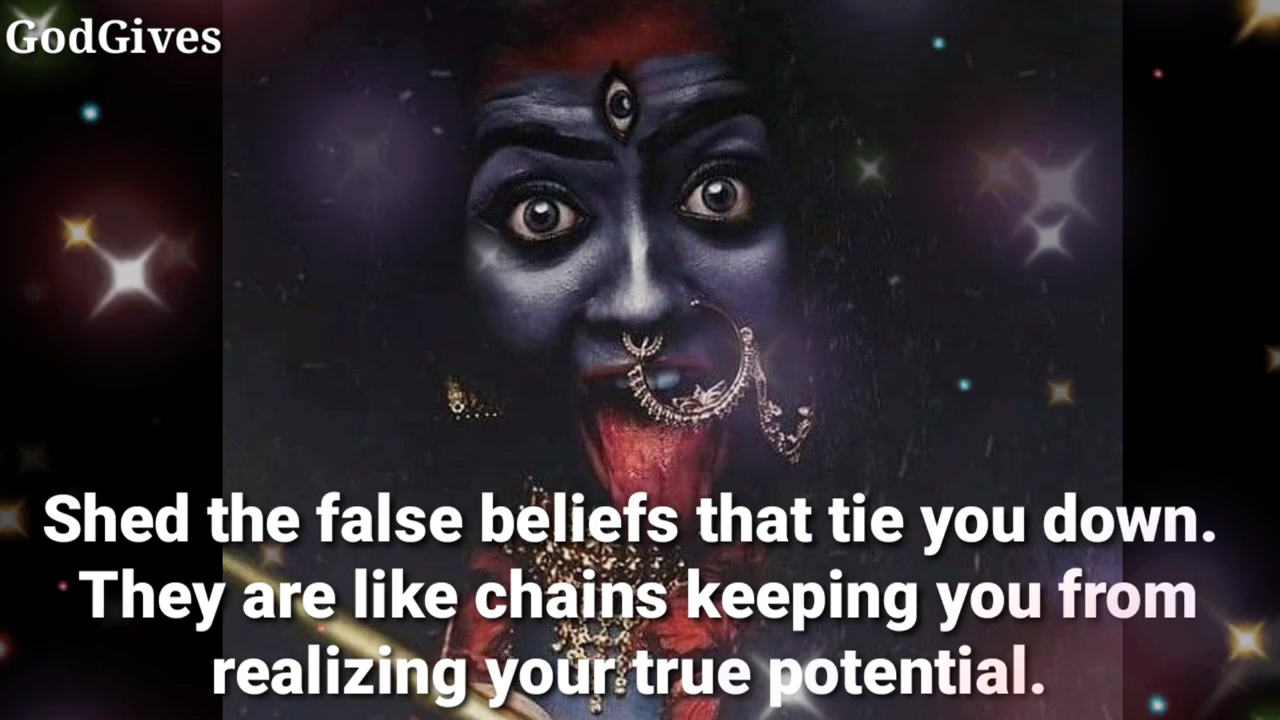 GodGives
Shed the false beliefs that tie you down.
They are like chains keeping you from
realizing your true potential.